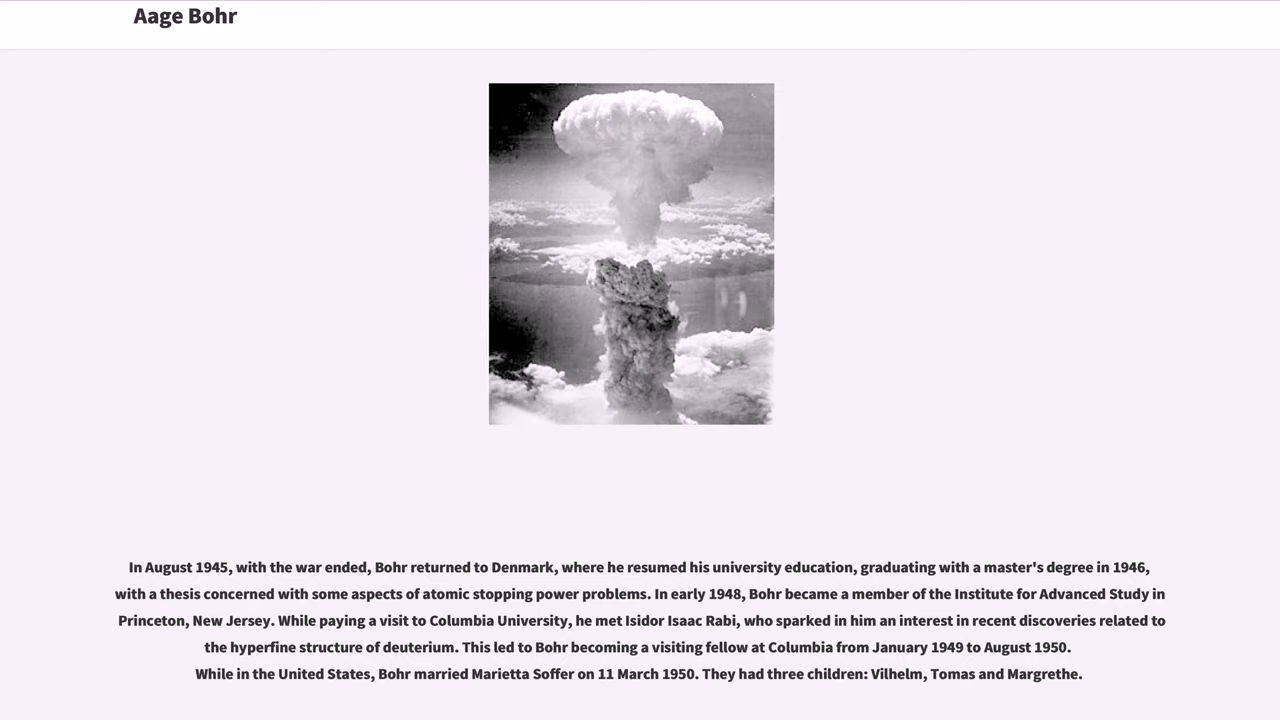 Aage Bohr
In August 1945, with the war ended, Bohr returned to Denmark, where he resumed his university education, graduating with a master's degree in 1946,
with a thesis concerned with some aspects of atomic stopping power problems. In early 1948, Bohr became a member of the Institute for Advanced Study in
Princeton, New Jersey. While paying a visit to Columbia University, he met Isidor Isaac Rabi, who sparked in him an interest in recent discoveries related to
the hyperfine structure of deuterium. This led to Bohr becoming a visiting fellow at Columbia from January 1949 to August 1950.
While in the United States, Bohr married Marietta Soffer on 11 March 1950. They had three children: Vilhelm, Tomas and Margrethe.